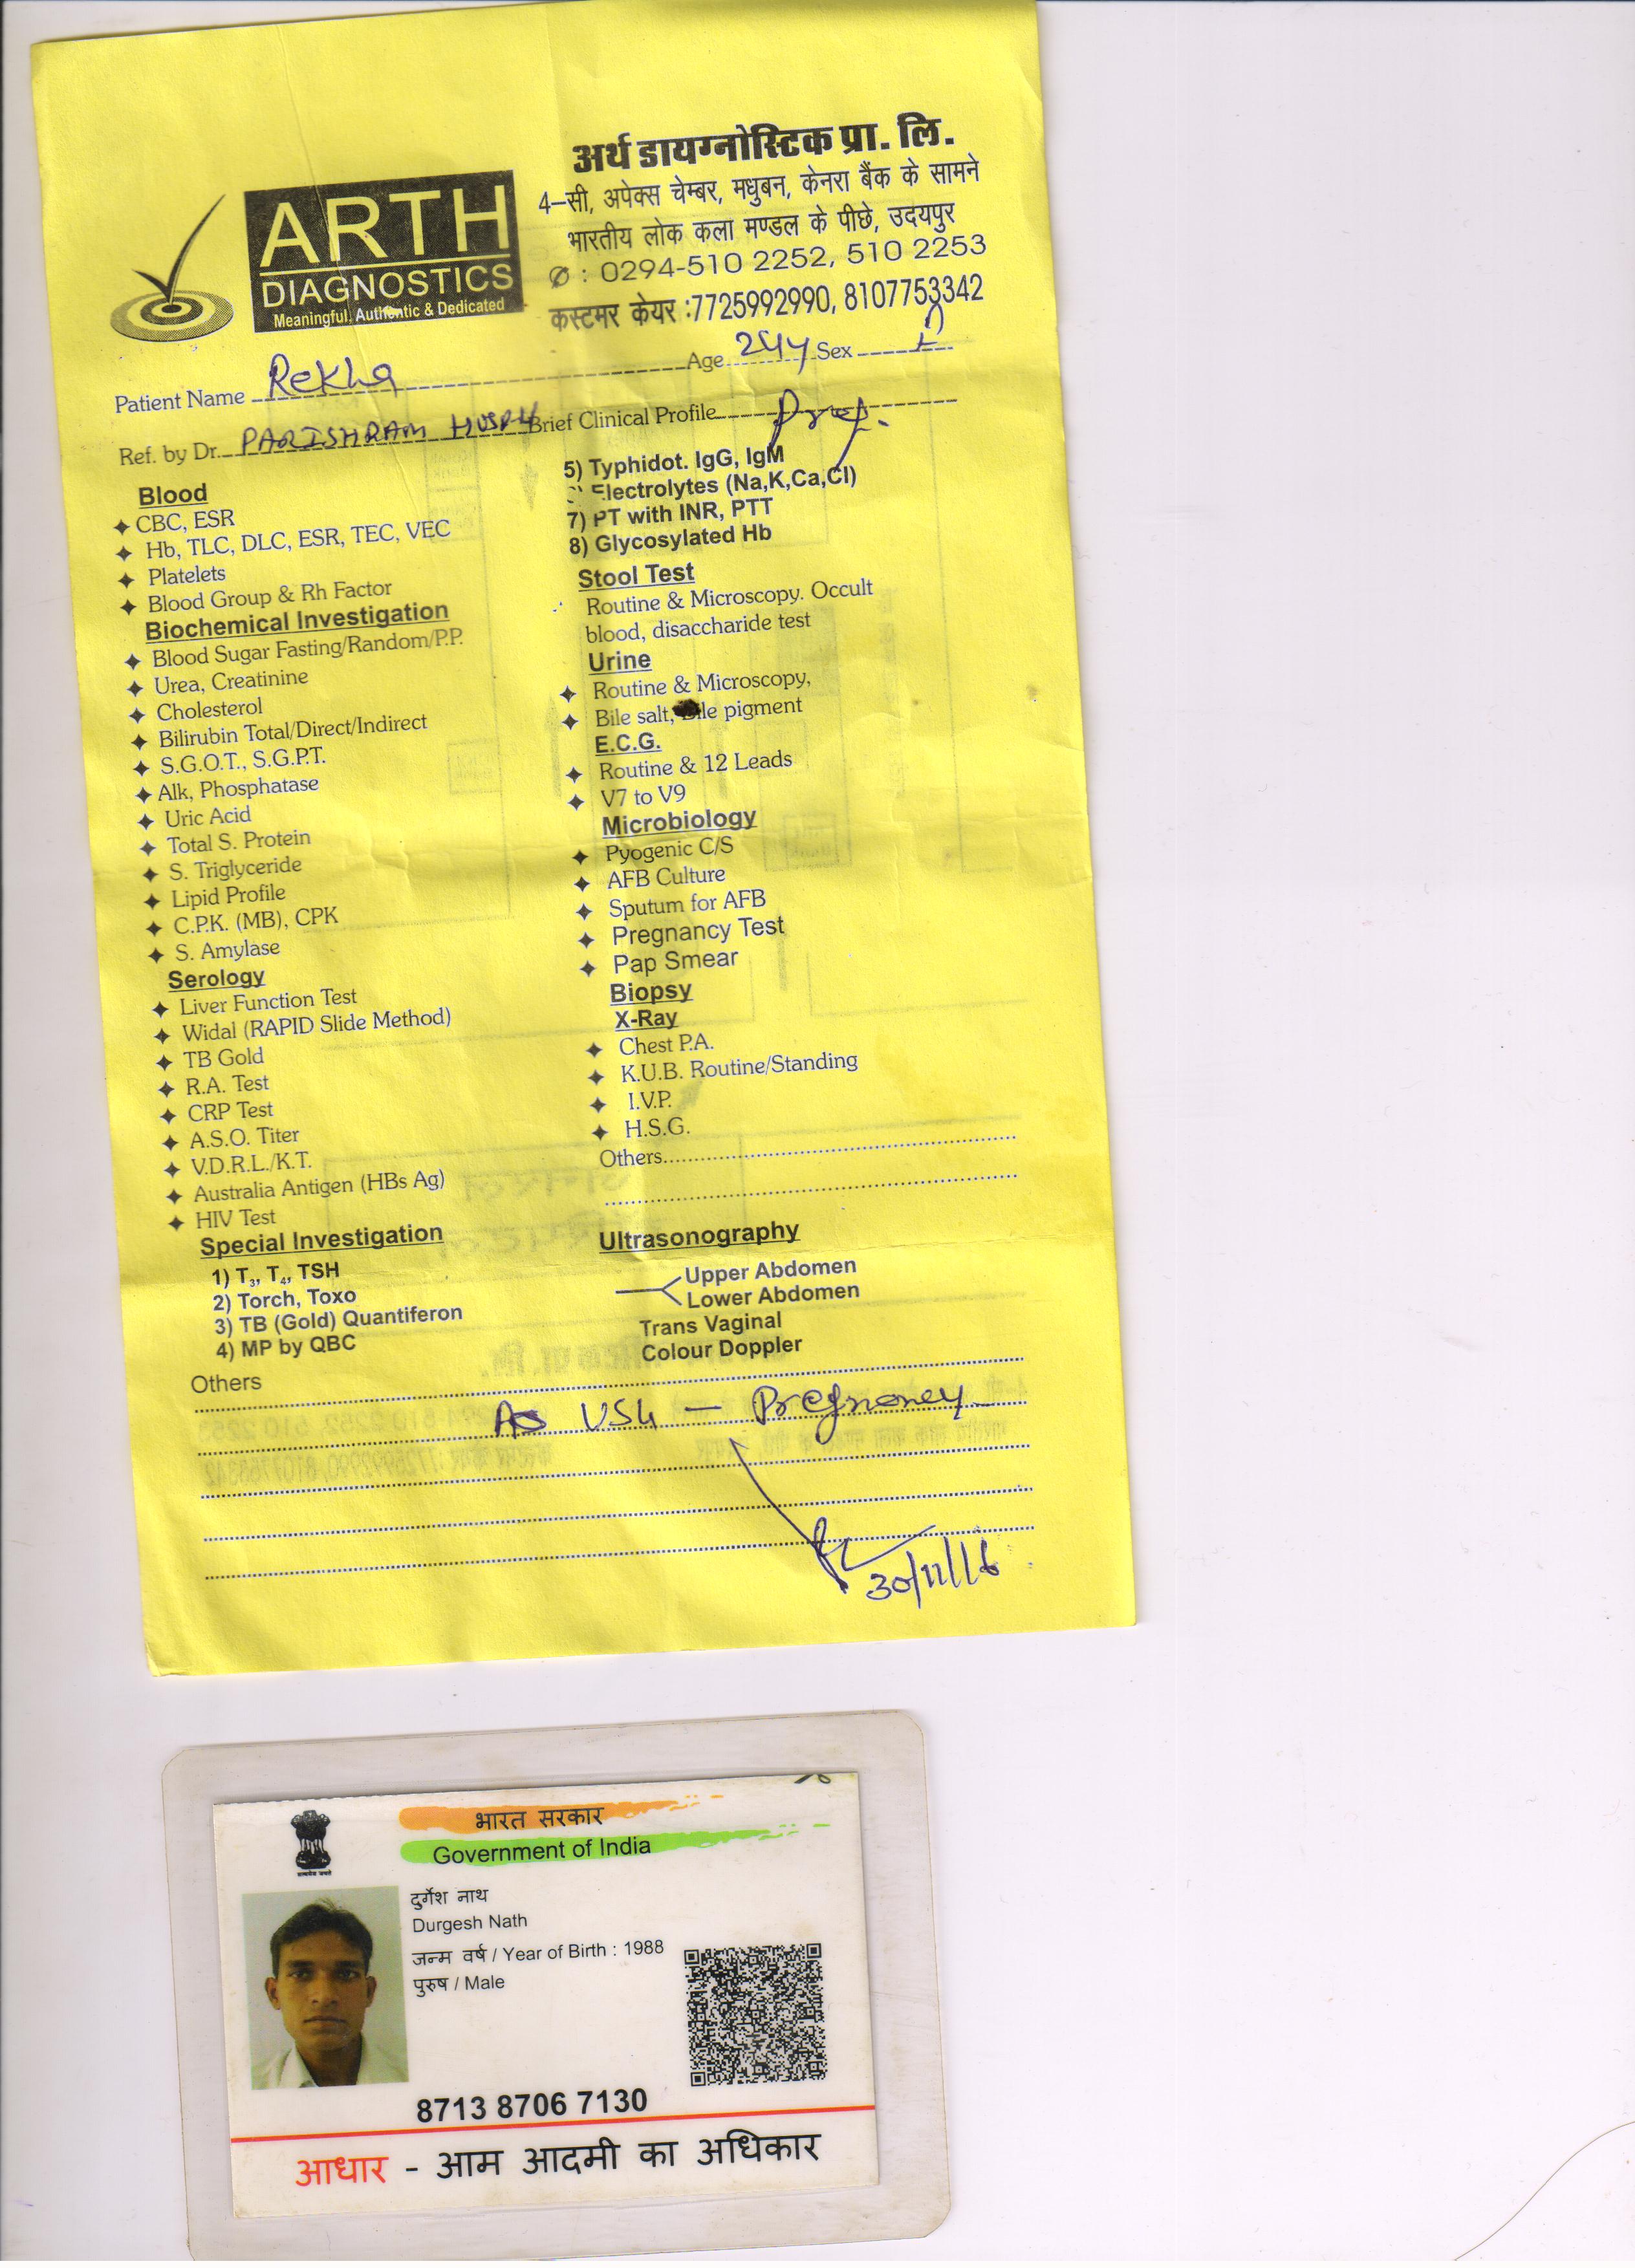 अर्थ डायग्नोस्टिक प्रा. लि.
4-सी, अपेक्स चेम्बर, मधुबन, केनरा बैंक के सामने
भारतीय लोक कला मण्डल के पीछे, उदयपुर
✆ : 0294-510 2252, 510 2253
कस्टमर केयर :7725992990, 8107753342
ARTH
DIAGNOSTICS
Meaningful, Authentic & Dedicated
Patient Name Rekha Age 24y Sex
Ref. by Dr. PARISHRAM HOSPI Brief Clinical Profile Preg.
Blood
CBC, ESR
Hb, TLC, DLC, ESR, TEC, VEC
Platelets
Blood Group & Rh Factor
Biochemical Investigation
Blood Sugar Fasting/Random/P.P.
Urea, Creatinine
Cholesterol
Bilirubin Total/Direct/Indirect
S.G.O.T., S.G.P.T.
Alk, Phosphatase
Uric Acid
Total S. Protein
S. Triglyceride
Lipid Profile
C.P.K. (MB), CPK
S. Amylase
Serology
Liver Function Test
Widal (RAPID Slide Method)
TB Gold
R.A. Test
CRP Test
A.S.O. Titer
V.D.R.L./K.T.
Australia Antigen (HBs Ag)
HIV Test
Special Investigation
1) T3, T4, TSH
2) Torch, Toxo
3) TB (Gold) Quantiferon
4) MP by QBC
5) Typhidot. IgG, IgM
Electrolytes (Na,K,Ca,Cl)
7) PT with INR, PTT
8) Glycosylated Hb
Stool Test
Routine & Microscopy. Occult
blood, disaccharide test
Urine
Routine & Microscopy,
Bile salt, Bile pigment
E.C.G.
Routine & 12 Leads
V7 to V9
Microbiology
Pyogenic C/S
AFB Culture
Sputum for AFB
Pregnancy Test
Pap Smear
Biopsy
X-Ray
Chest P.A.
K.U.B. Routine/Standing
I.V.P.
H.S.G.
Others
Ultrasonography
Upper Abdomen
Lower Abdomen
Trans Vaginal
Colour Doppler
Others
USG - Pregnancy
30/11/16
भारत सरकार
Government of India
दुर्गेश नाथ
Durgesh Nath
जन्म वर्ष / Year of Birth : 1988
पुरुष / Male
8713 8706 7130
आधार - आम आदमी का अधिकार